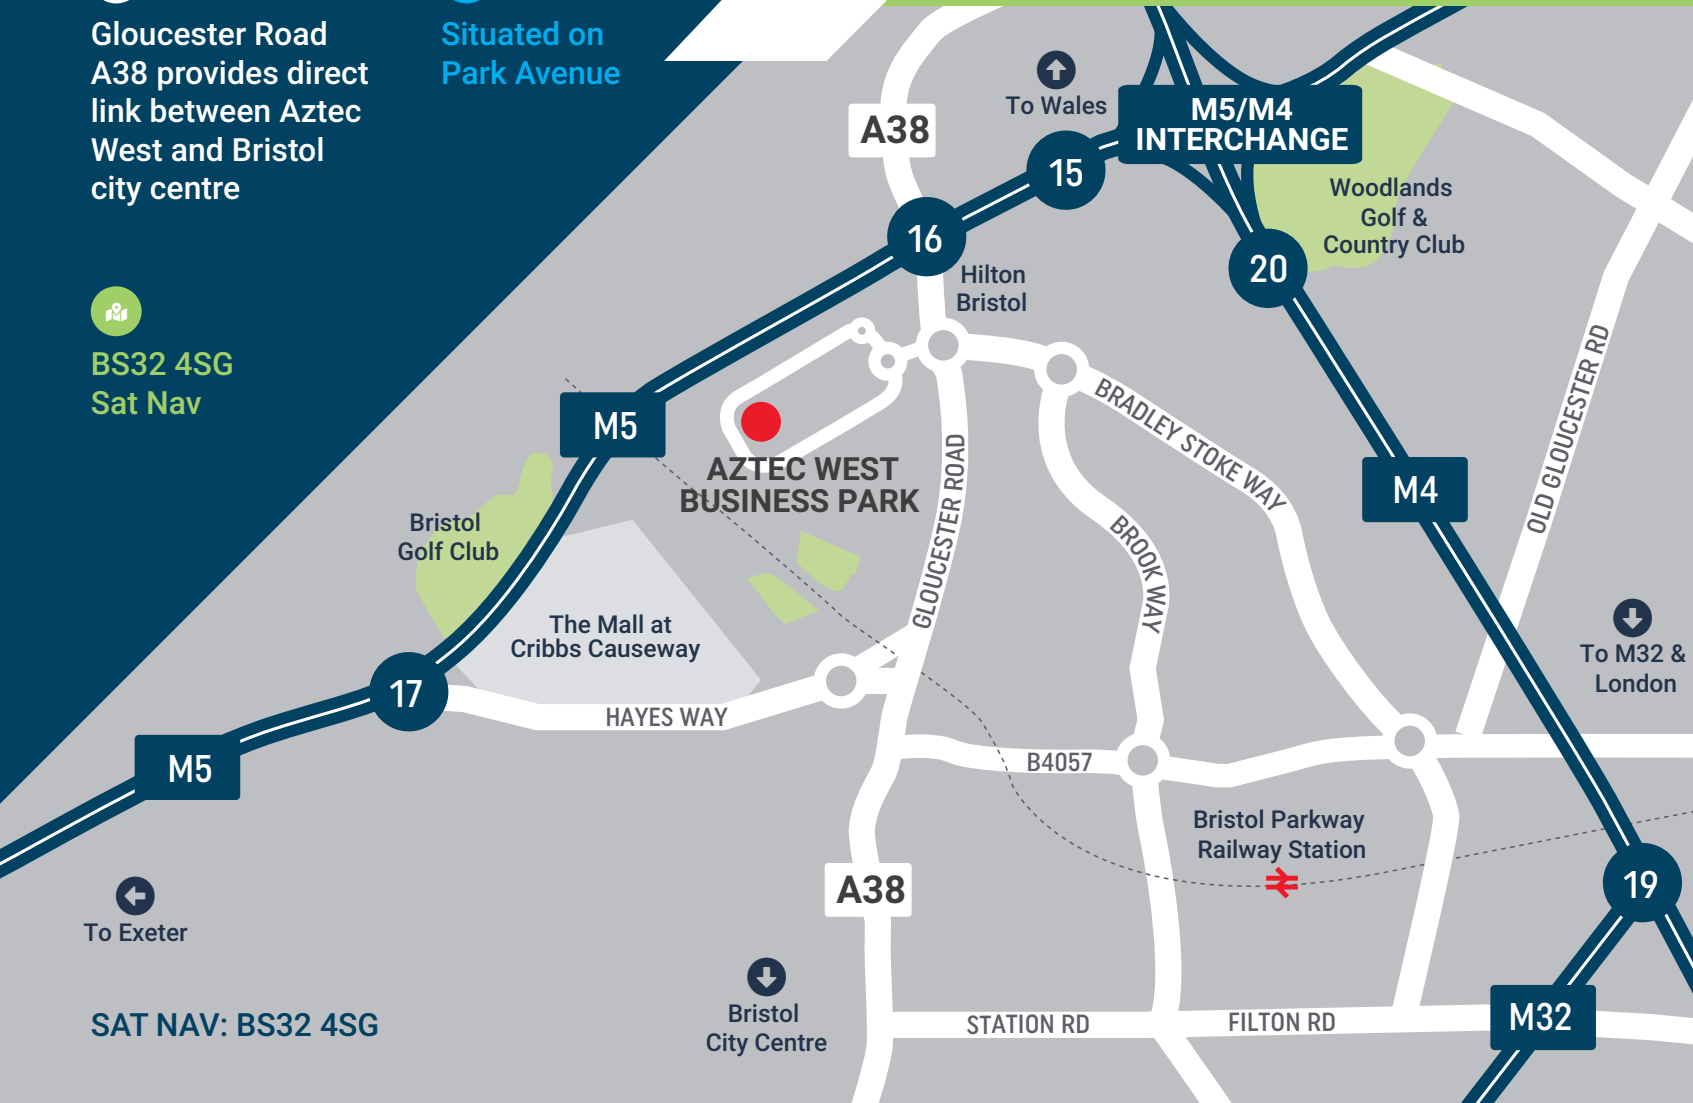 Gloucester Road
A38 provides direct
link between Aztec
West and Bristol
city centre
Situated on
Park Avenue
BS32 4SG
Sat Nav
To Wales
M5/M4
INTERCHANGE
A38
15
16
20
Woodlands
Golf &
Country Club
Hilton
Bristol
M5
AZTEC WEST
BUSINESS PARK
GLOUCESTER ROAD
BRADLEY STOKE WAY
BROOK WAY
OLD GLOUCESTER RD
M4
Bristol
Golf Club
The Mall at
Cribbs Causeway
To M32 &
London
17
HAYES WAY
M5
B4057
Bristol Parkway
Railway Station
A38
19
To Exeter
Bristol
City Centre
SAT NAV: BS32 4SG
STATION RD
FILTON RD
M32